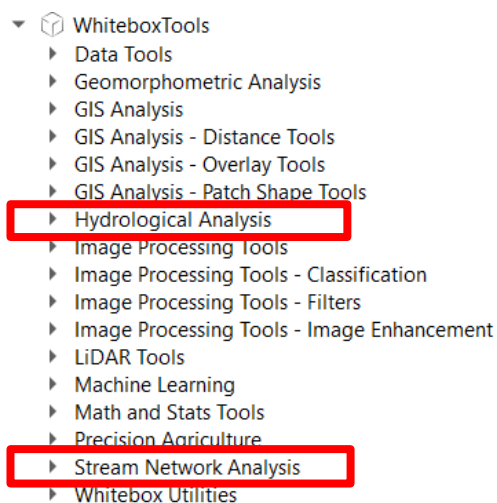 WhiteboxTools
Data Tools
Geomorphometric Analysis
GIS Analysis
GIS Analysis - Distance Tools
GIS Analysis - Overlay Tools
GIS Analysis - Patch Shape Tools
Hydrological Analysis
Image Processing Tools
Image Processing Tools - Classification
Image Processing Tools - Filters
Image Processing Tools - Image Enhancement
LiDAR Tools
Machine Learning
Math and Stats Tools
Precision Agriculture
Stream Network Analysis
Whitebox Utilities